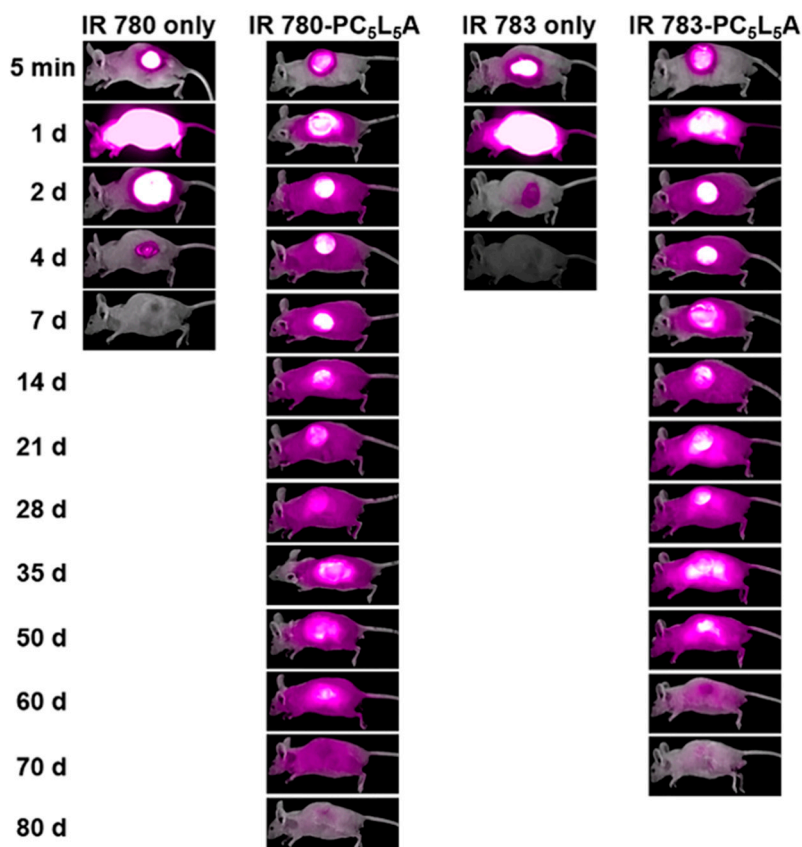 IR 780 only IR 780-PC₅L₅A IR 783 only IR 783-PC₅L₅A
5 min
1 d
2 d
4 d
7 d
14 d
21 d
28 d
35 d
50 d
60 d
70 d
80 d